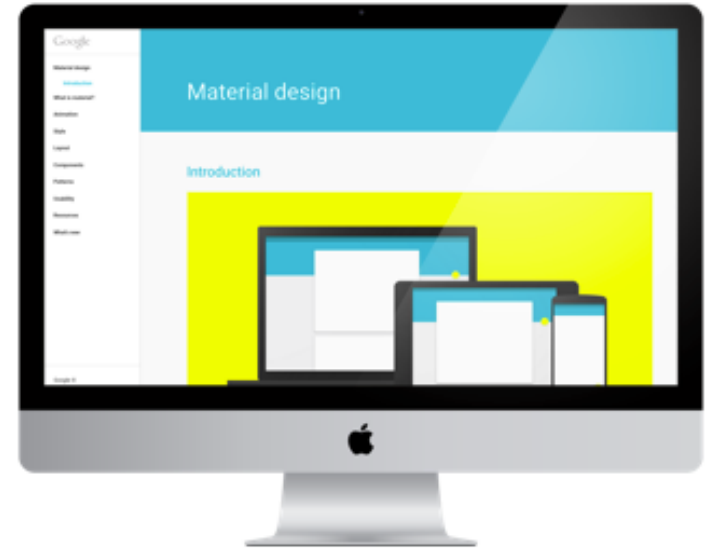 Google
Material design
Introduction
What is material?
Animation
Style
Layout
Components
Patterns
Usability
Resources
What's new
Google ©
Material design
Introduction